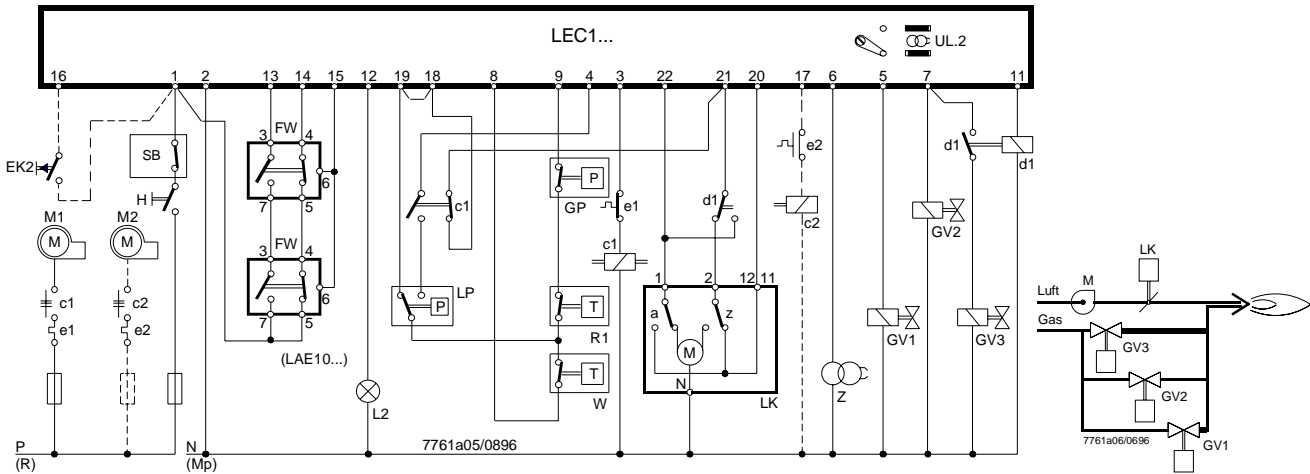 LEC1...
UL.2
16 1 2 13 14 15 12 19 18 8 9 4 3 22 21 20 17 6 5 7 11
FW
3 4
SB
e2
d1
d1
EK2
6
P
H
7 5
GP
e1
d1
c1
c2
GV2
M1 M2
M M
FW
3 4
c1
LK
6
1 2 12 11
Luft M
c1 c2
P LP
T
a z
Gas
e1 e2
7 5
R1
M
GV1 GV3
GV3
(LAE10...)
T
N
Z
GV2
L2
W
LK
P
(R)
N
(Mp)
7761a05/0896
7761a06/0696
GV1